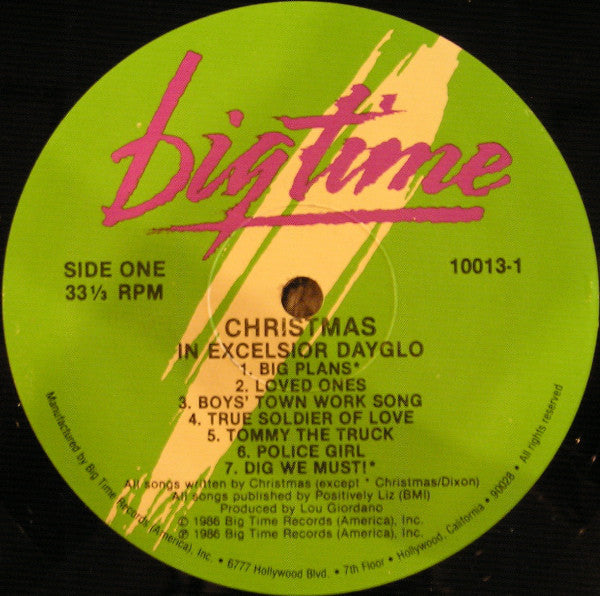 bigtime
SIDE ONE
33⅓ RPM
10013-1
CHRISTMAS
IN EXCELSIOR DAYGLO
1. BIG PLANS*
2. LOVED ONES
3. BOYS' TOWN WORK SONG
4. TRUE SOLDIER OF LOVE
5. TOMMY THE TRUCK
6. POLICE GIRL
7. DIG WE MUST!*
All songs written by Christmas (except * Christmas/Dixon)
All songs published by Positively Liz (BMI)
Produced by Lou Giordano
© 1986 Big Time Records (America), Inc.
℗ 1986 Big Time Records (America), Inc.
Manufactured by Big Time Records (America), Inc. • 6777 Hollywood Blvd. • 7th Floor • Hollywood, California • 90028 • All rights reserved